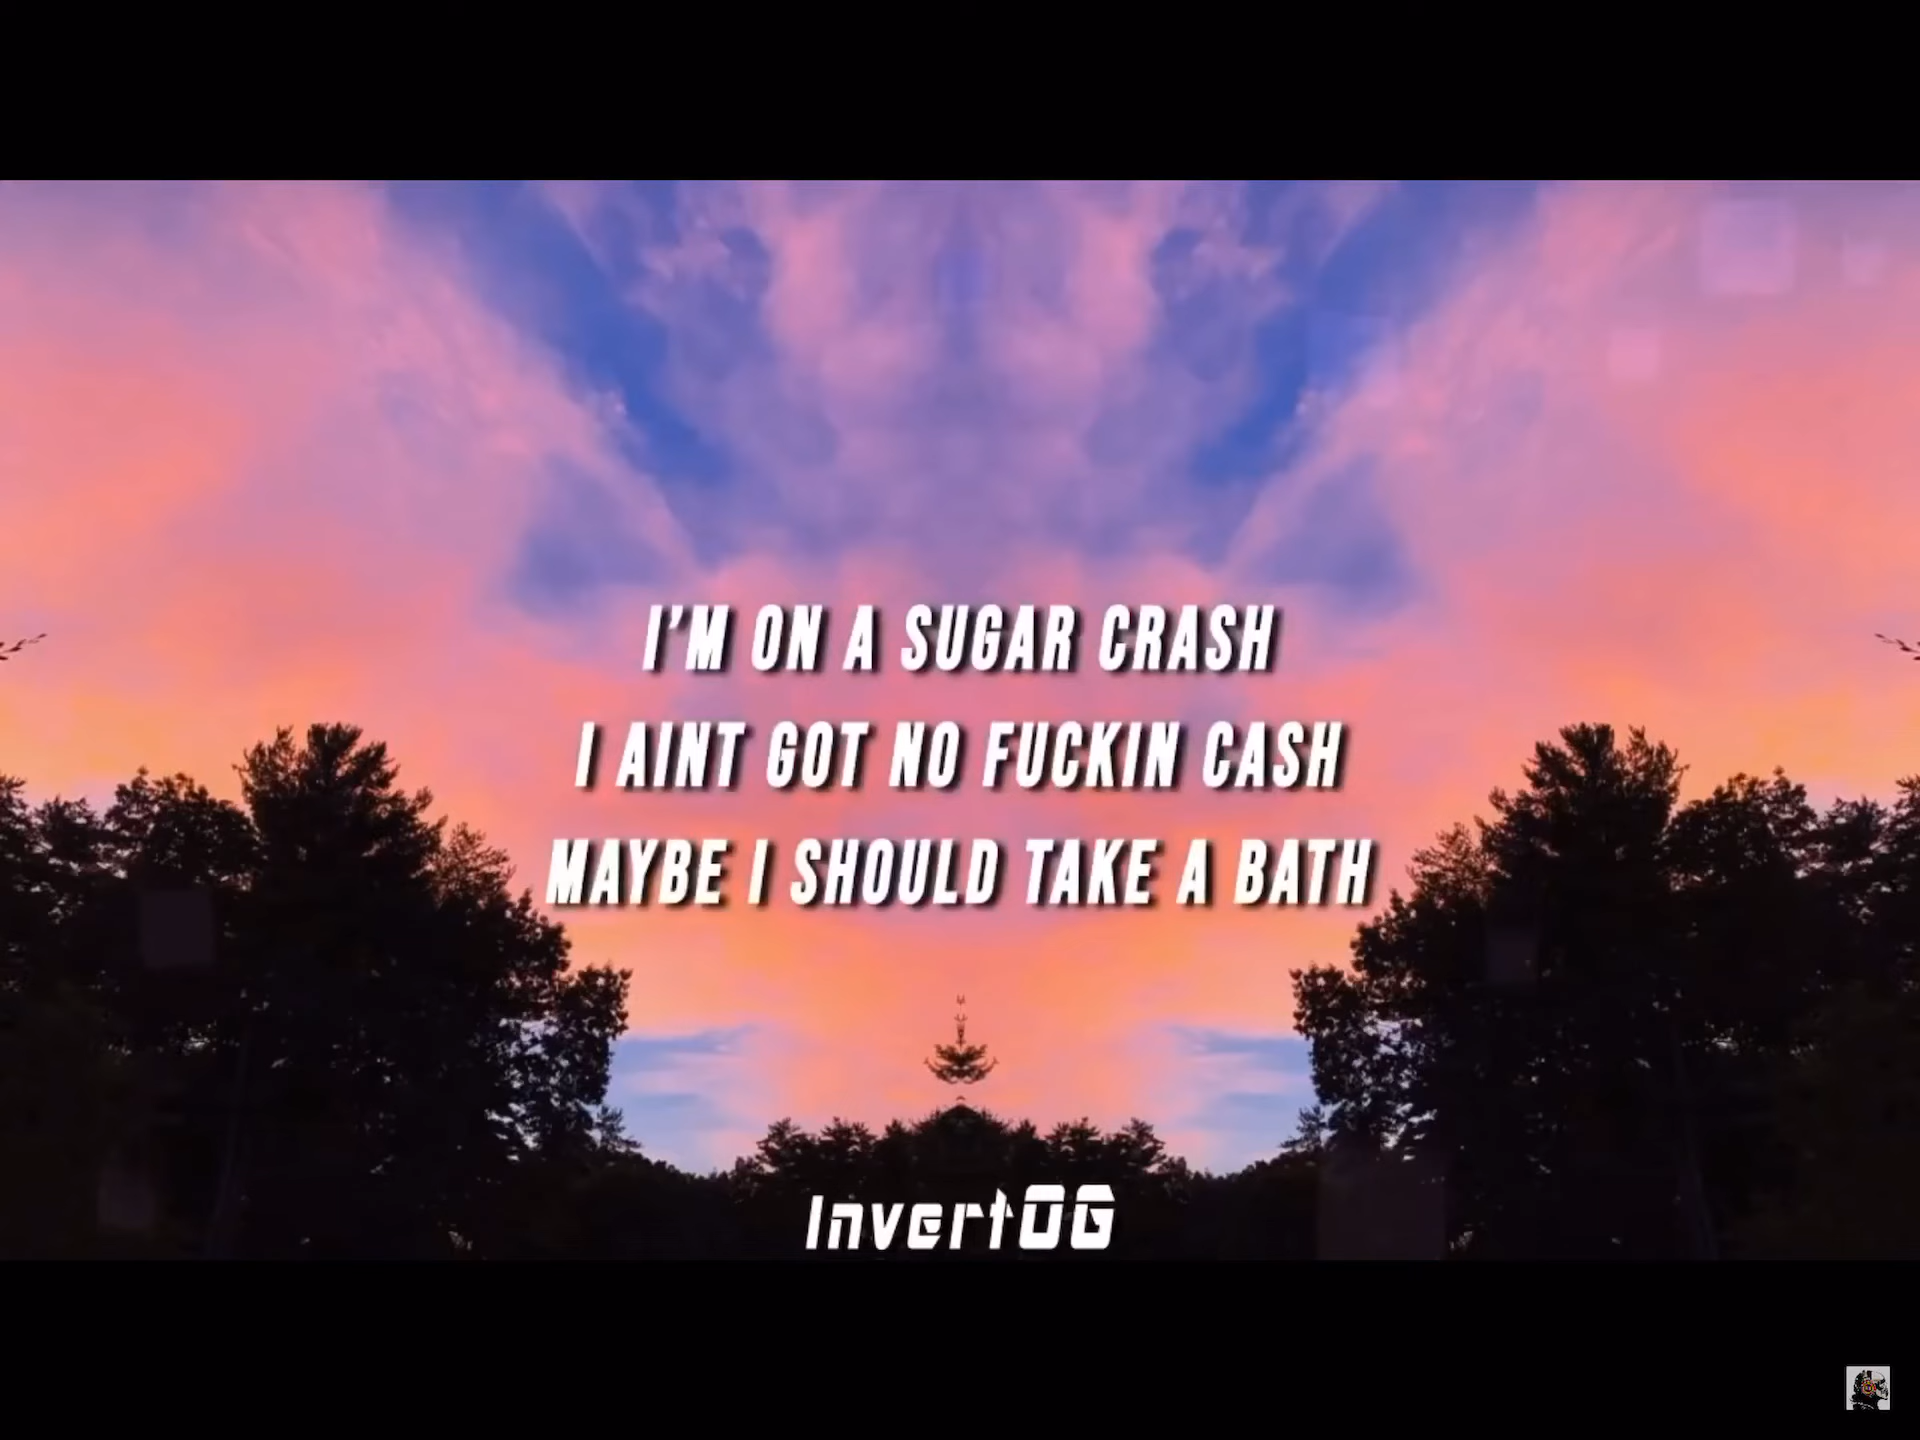 I'M ON A SUGAR CRASH
I AINT GOT NO FUCKIN CASH
MAYBE I SHOULD TAKE A BATH
InvertOG